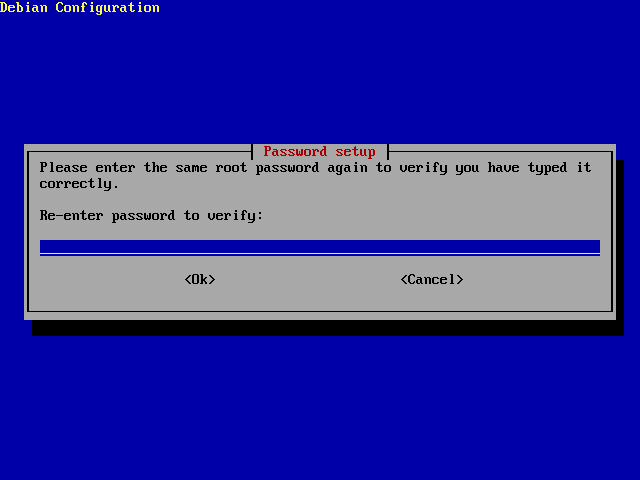 Debian Configuration
Password setup
Please enter the same root password again to verify you have typed it
correctly.
Re-enter password to verify:
<Ok> <Cancel>